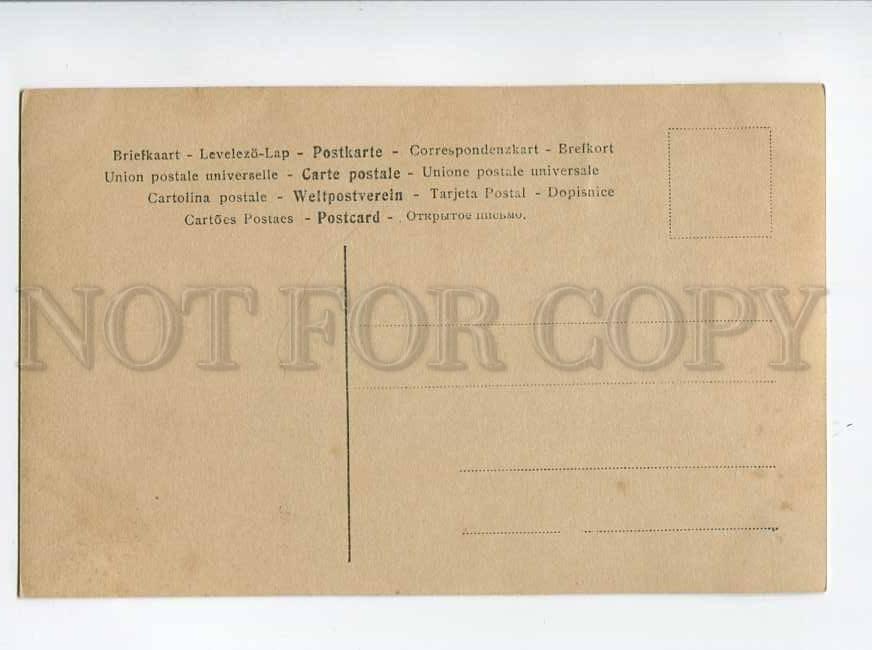 Briefkaart - Levelező-Lap - Postkarte - Correspondenzkart - Brefkort
Union postale universelle - Carte postale - Unione postale universale
Cartolina postale - Weltpostverein - Tarjeta Postal - Dopisnice
Cartões Postaes - Postcard - Открытое письмо.
NOT FOR COPY